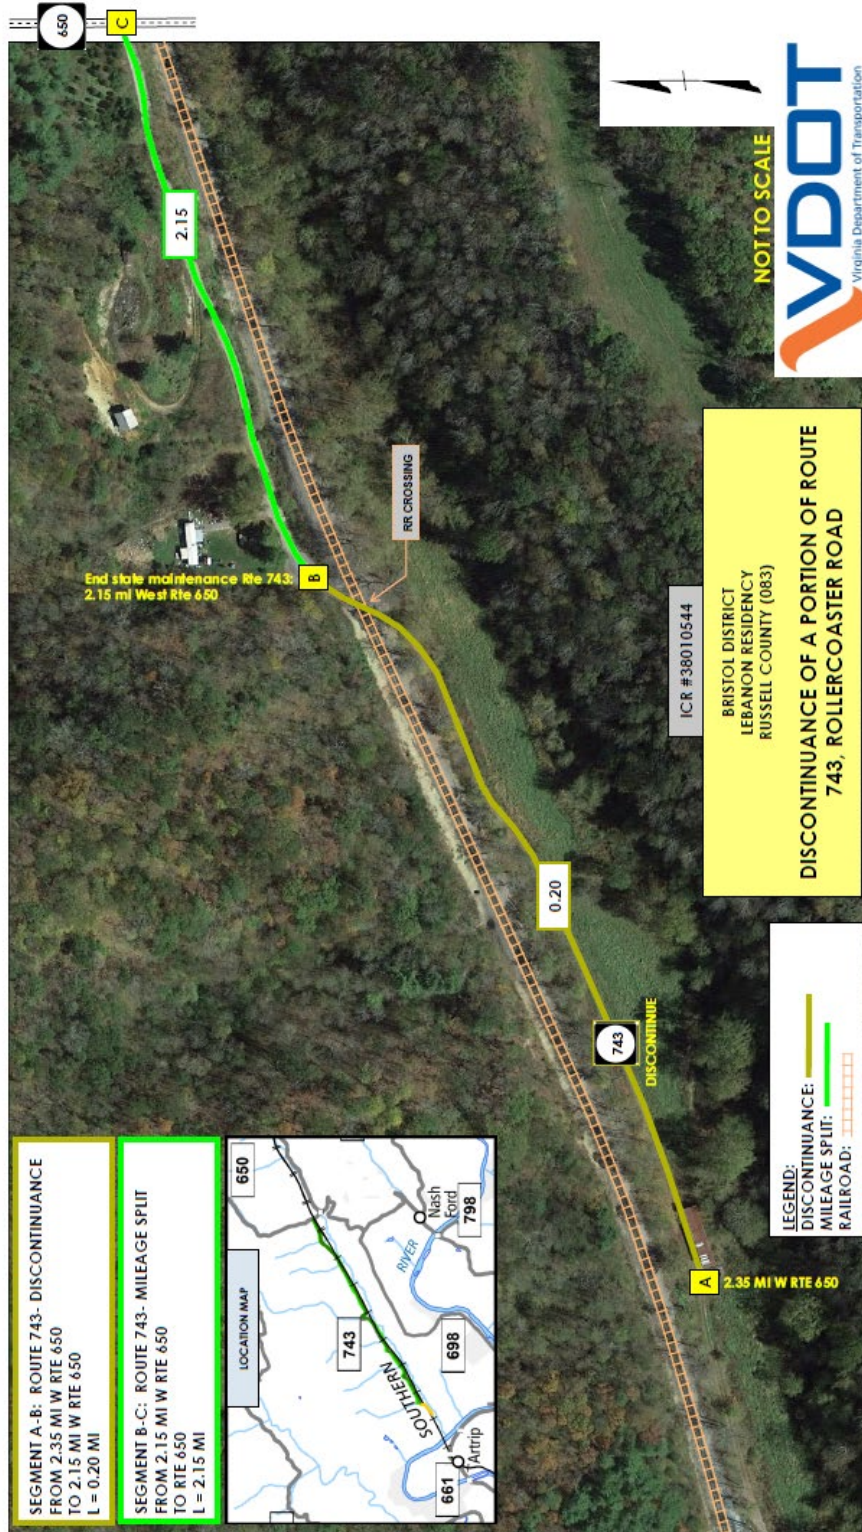 SEGMENT A-B: ROUTE 743- DISCONTINUANCE
FROM 2.35 MI W RTE 650
TO 2.15 MI W RTE 650
L = 0.20 MI
SEGMENT B-C: ROUTE 743- MILEAGE SPLIT
FROM 2.15 MI W RTE 650
TO RTE 650
L = 2.15 MI
LOCATION MAP
650
743
SOUTHERN
698
RIVER
Nash
Ford
798
661
Artrip
End state maintenance Rte 743:
2.15 mi West Rte 650
B
2.15
C
650
RR CROSSING
0.20
743
DISCONTINUE
A
2.35 MI W RTE 650
LEGEND:
DISCONTINUANCE:
MILEAGE SPLIT:
RAILROAD:
ICR #38010544
BRISTOL DISTRICT
LEBANON RESIDENCY
RUSSELL COUNTY (083)
DISCONTINUANCE OF A PORTION OF ROUTE
743, ROLLERCOASTER ROAD
NOT TO SCALE
VDOT
Virginia Department of Transportation